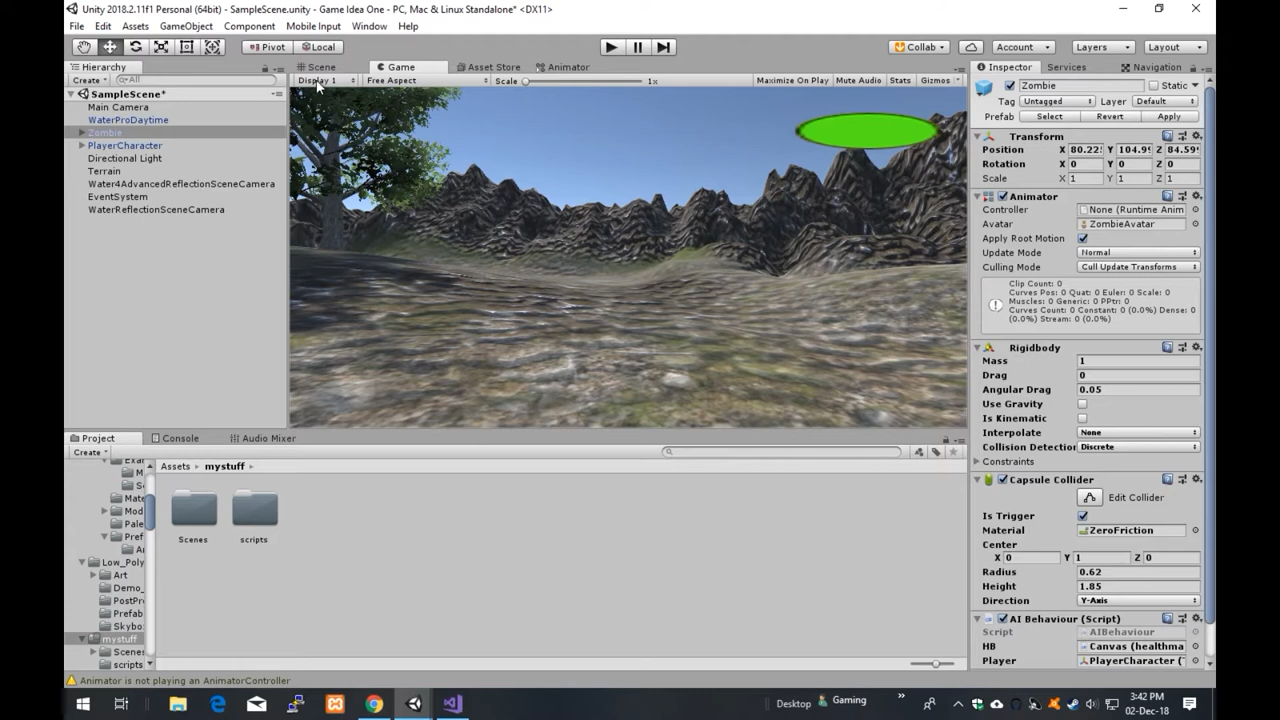 Unity 2018.2.11f1 Personal (64bit) - SampleScene.unity - Game Idea One - PC, Mac & Linux Standalone* <DX11>
File Edit Assets GameObject Component Mobile Input Window Help
Pivot Local Collab Account Layers Layout
Hierarchy
Create All
SampleScene*
Main Camera
WaterProDaytime
Zombie
PlayerCharacter
Directional Light
Terrain
Water4AdvancedReflectionSceneCamera
EventSystem
WaterReflectionSceneCamera
Scene Game Asset Store Animator
Display 1 Free Aspect Scale 1x Maximize On Play Mute Audio Stats Gizmos
Inspector Services Navigation
Zombie Static
Tag Untagged Layer Default
Prefab Select Revert Apply
Transform
Position X 80.22 Y 104.9 Z 84.59
Rotation X 0 Y 0 Z 0
Scale X 1 Y 1 Z 1
Animator
Controller None (Runtime Anim
Avatar ZombieAvatar
Apply Root Motion
Update Mode Normal
Culling Mode Cull Update Transforms
Clip Count: 0
Curves Pos: 0 Quat: 0 Euler: 0 Scale: 0
Muscles: 0 Generic: 0 PPtr: 0
Curves Count: 0 Constant: 0 (0.0%) Dense: 0
(0.0%) Stream: 0 (0.0%)
Rigidbody
Mass 1
Drag 0
Angular Drag 0.05
Use Gravity
Is Kinematic
Interpolate None
Collision Detection Discrete
Constraints
Capsule Collider
Edit Collider
Is Trigger
Material ZeroFriction
Center
X 0 Y 1 Z 0
Radius 0.62
Height 1.85
Direction Y-Axis
AI Behaviour (Script)
Script AIBehaviour
HB Canvas (healthma
Player PlayerCharacter (
Project Console Audio Mixer
Create
Exa
M
Mate
Mod
Pale
Pref
Low_Poly
Art
Demo_
PostPro
Prefab
Skybo
mystuff
Scenes
scripts
Assets mystuff
Scenes scripts
Animator is not playing an AnimatorController
Desktop Gaming » 3:42 PM
02-Dec-18